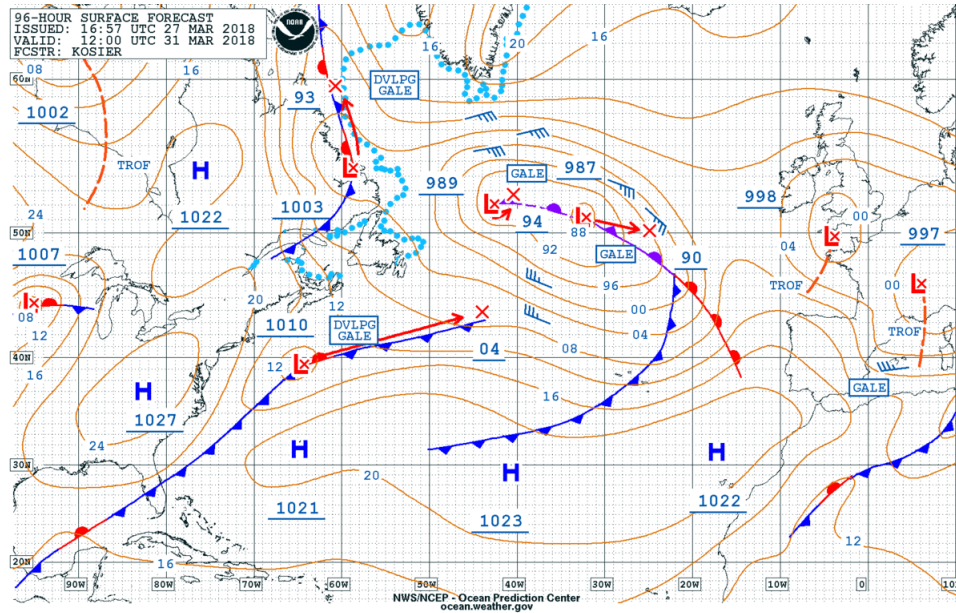 96-HOUR SURFACE FORECAST
ISSUED: 16:57 UTC 27 MAR 2018
VALID: 12:00 UTC 31 MAR 2018
FCSTR: KOSIER
NOAA
16
20
16
08
16
60N
DVLPG
GALE
93
1002
TROF
H
GALE
987
989
998
1003
1022
24
94
00
997
50N
88
04
1007
92
GALE
90
L
20
12
96
TROF
00
08
1010
DVLPG
GALE
00
TROF
12
04
04
08
40N
12
16
GALE
H
16
1027
24
H
H
H
30N
20
1021
1023
1022
12
20N
16
90W
80W
70W
60W
50W
40W
30W
20W
10W
0E
10E
NWS/NCEP - Ocean Prediction Center
ocean.weather.gov